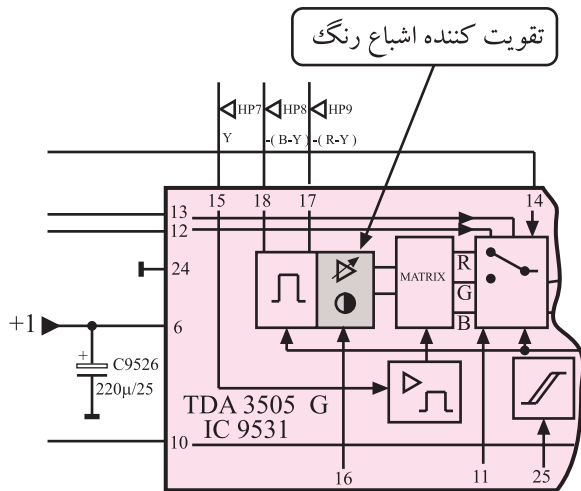 تقویت کننده اشباع رنگ
HP7 HP8 HP9
Y -( B-Y ) -( R-Y )
15 18 17 14
13
12
24
R
MATRIX
G
B
+1
6
+
C9526
220μ/25
TDA 3505 G
IC 9531
10
16 11 25